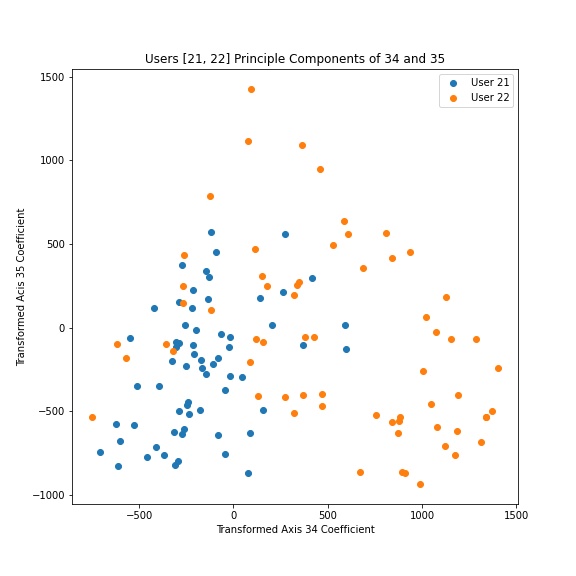 Users [21, 22] Principle Components of 34 and 35
User 21
User 22
1500
1000
500
0
−500
−1000
Transformed Acis 35 Coefficient
−500
0
500
1000
1500
Transformed Axis 34 Coefficient